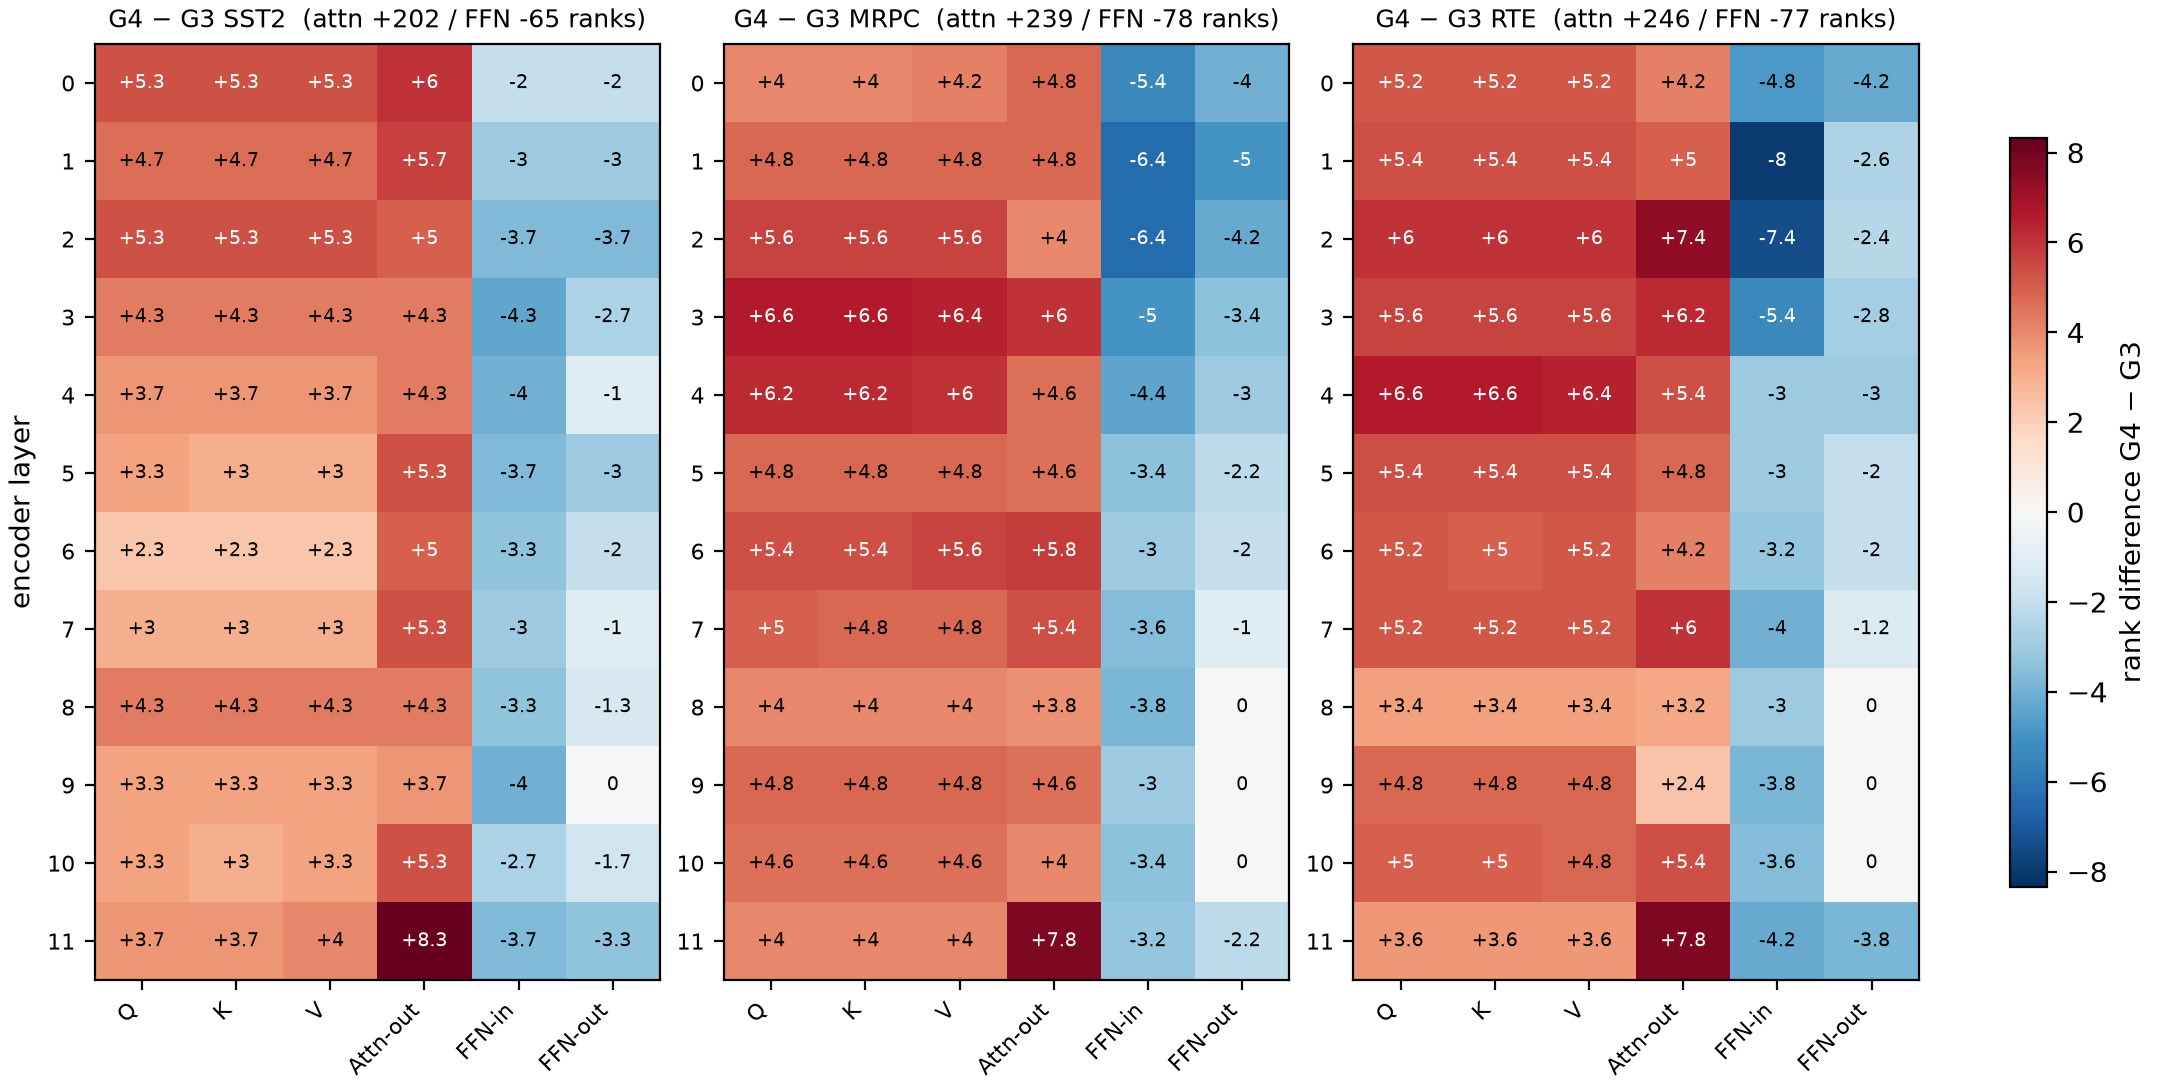 G4 − G3 SST2 (attn +202 / FFN -65 ranks)
G4 − G3 MRPC (attn +239 / FFN -78 ranks)
G4 − G3 RTE (attn +246 / FFN -77 ranks)
encoder layer
0 +5.3 +5.3 +5.3 +6 -2 -2
1 +4.7 +4.7 +4.7 +5.7 -3 -3
2 +5.3 +5.3 +5.3 +5 -3.7 -3.7
3 +4.3 +4.3 +4.3 +4.3 -4.3 -2.7
4 +3.7 +3.7 +3.7 +4.3 -4 -1
5 +3.3 +3 +3 +5.3 -3.7 -3
6 +2.3 +2.3 +2.3 +5 -3.3 -2
7 +3 +3 +3 +5.3 -3 -1
8 +4.3 +4.3 +4.3 +4.3 -3.3 -1.3
9 +3.3 +3.3 +3.3 +3.7 -4 0
10 +3.3 +3 +3.3 +5.3 -2.7 -1.7
11 +3.7 +3.7 +4 +8.3 -3.7 -3.3
Q K V Attn-out FFN-in FFN-out
0 +4 +4 +4.2 +4.8 -5.4 -4
1 +4.8 +4.8 +4.8 +4.8 -6.4 -5
2 +5.6 +5.6 +5.6 +4 -6.4 -4.2
3 +6.6 +6.6 +6.4 +6 -5 -3.4
4 +6.2 +6.2 +6 +4.6 -4.4 -3
5 +4.8 +4.8 +4.8 +4.6 -3.4 -2.2
6 +5.4 +5.4 +5.6 +5.8 -3 -2
7 +5 +4.8 +4.8 +5.4 -3.6 -1
8 +4 +4 +4 +3.8 -3.8 0
9 +4.8 +4.8 +4.8 +4.6 -3 0
10 +4.6 +4.6 +4.6 +4 -3.4 0
11 +4 +4 +4 +7.8 -3.2 -2.2
Q K V Attn-out FFN-in FFN-out
0 +5.2 +5.2 +5.2 +4.2 -4.8 -4.2
1 +5.4 +5.4 +5.4 +5 -8 -2.6
2 +6 +6 +6 +7.4 -7.4 -2.4
3 +5.6 +5.6 +5.6 +6.2 -5.4 -2.8
4 +6.6 +6.6 +6.4 +5.4 -3 -3
5 +5.4 +5.4 +5.4 +4.8 -3 -2
6 +5.2 +5 +5.2 +4.2 -3.2 -2
7 +5.2 +5.2 +5.2 +6 -4 -1.2
8 +3.4 +3.4 +3.4 +3.2 -3 0
9 +4.8 +4.8 +4.8 +2.4 -3.8 0
10 +5 +5 +4.8 +5.4 -3.6 0
11 +3.6 +3.6 +3.6 +7.8 -4.2 -3.8
Q K V Attn-out FFN-in FFN-out
8
6
4
2
0
−2
−4
−6
−8
rank difference G4 − G3